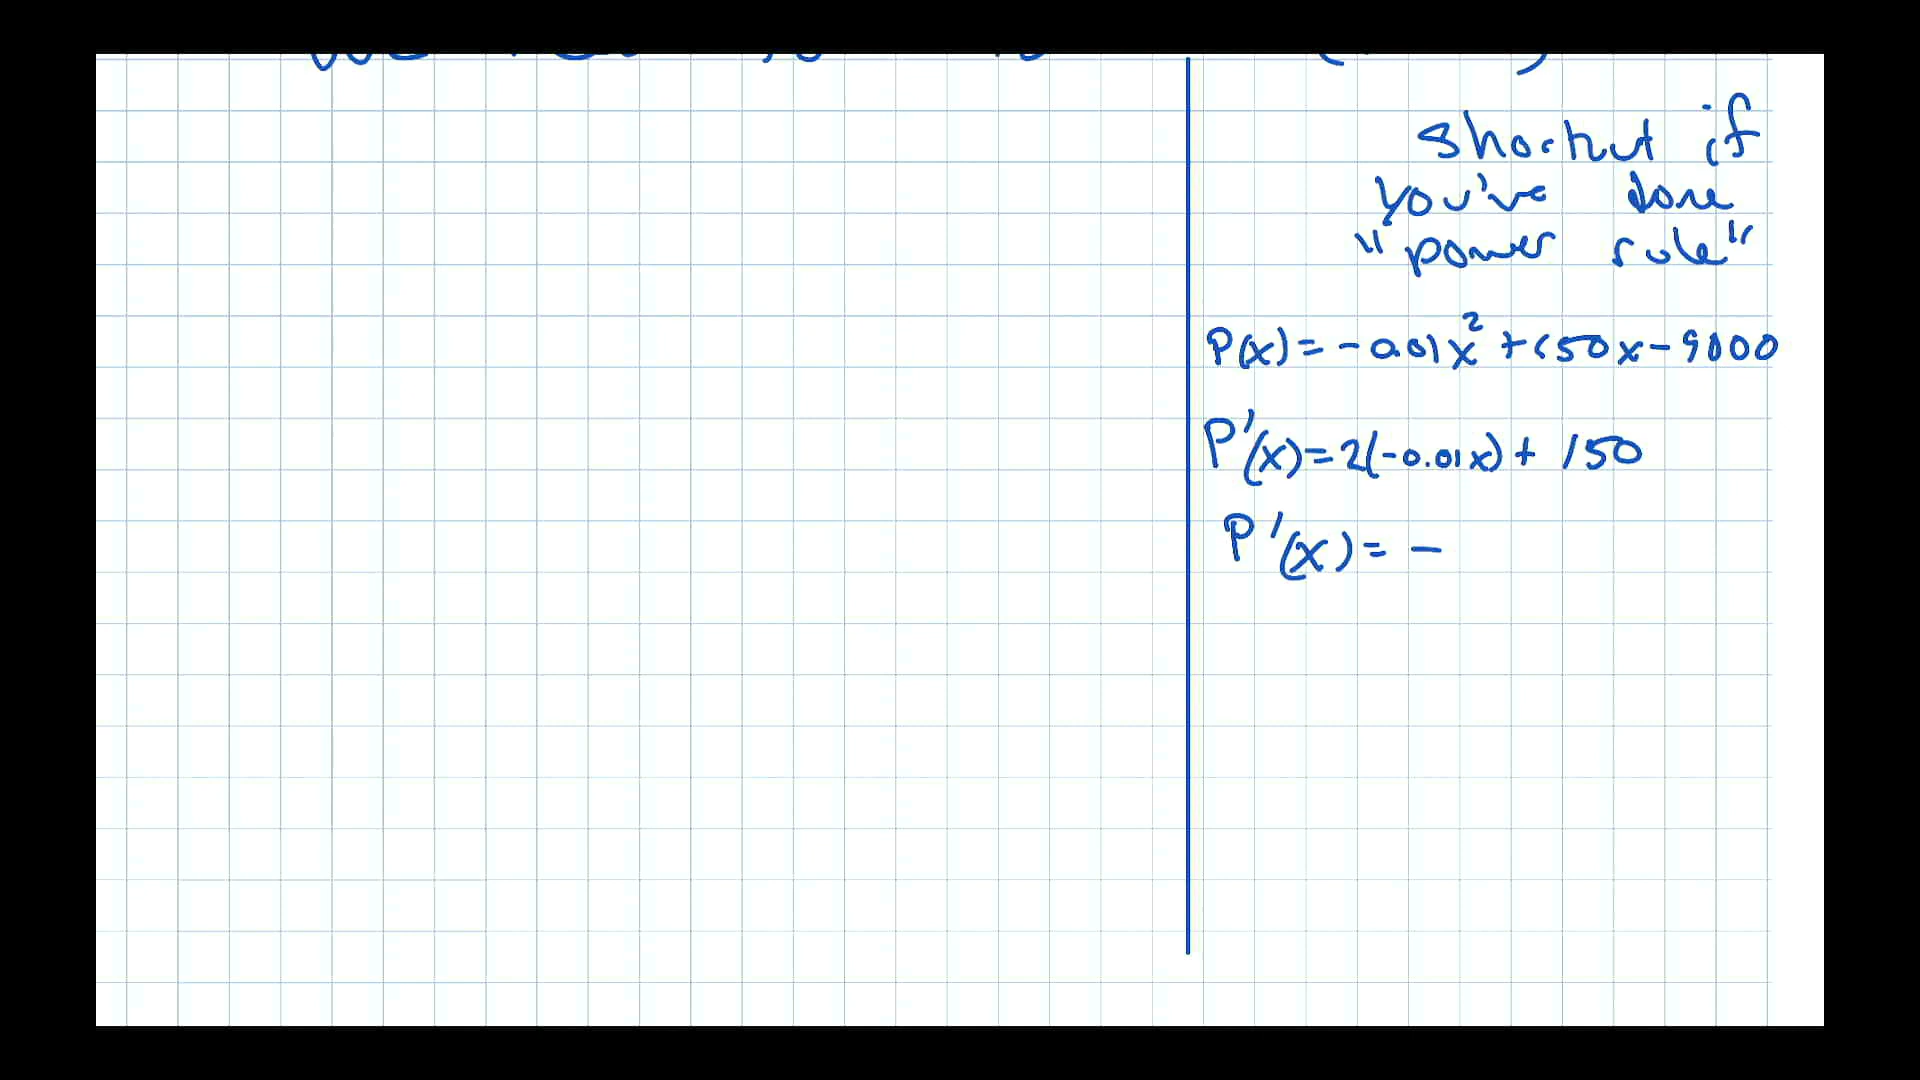 shortcut if
you've done
"power rule"
P(x) = -0.01x² + 150x - 9000
P'(x) = 2(-0.01x) + 150
P'(x) = -